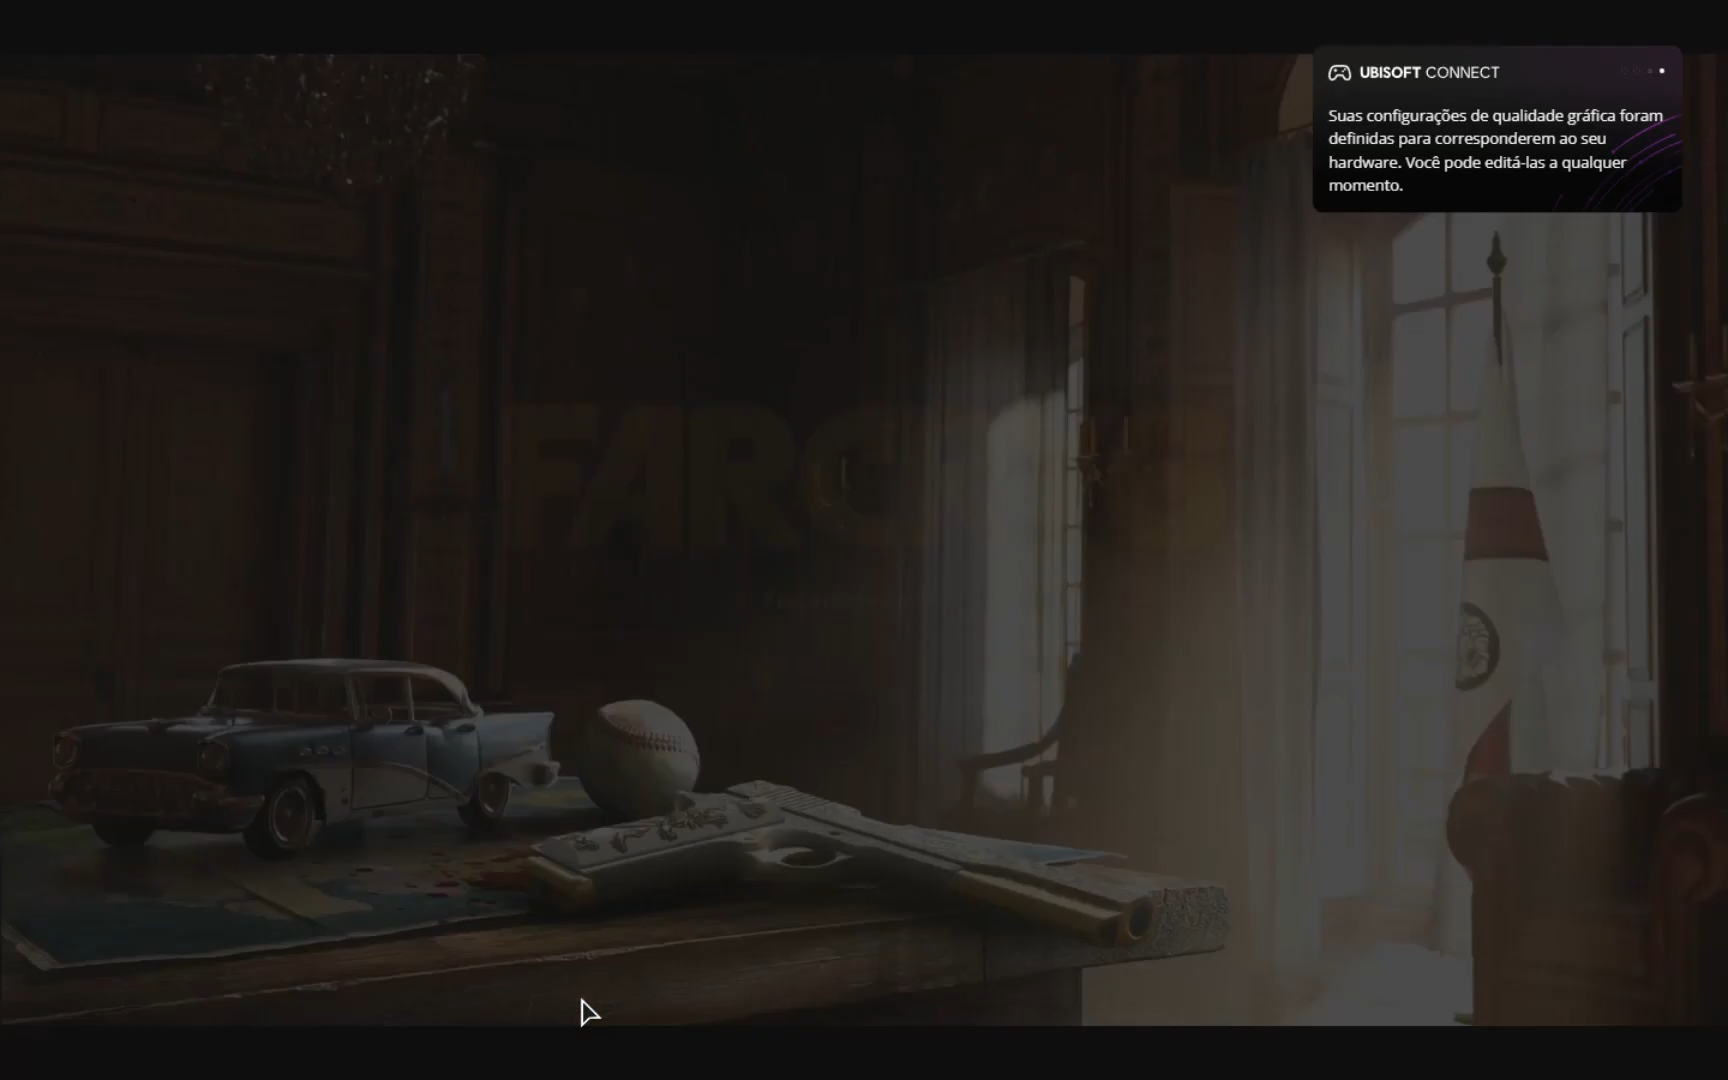 UBISOFT CONNECT
Suas configurações de qualidade gráfica foram
definidas para corresponderem ao seu
hardware. Você pode editá-las a qualquer
momento.
FARC